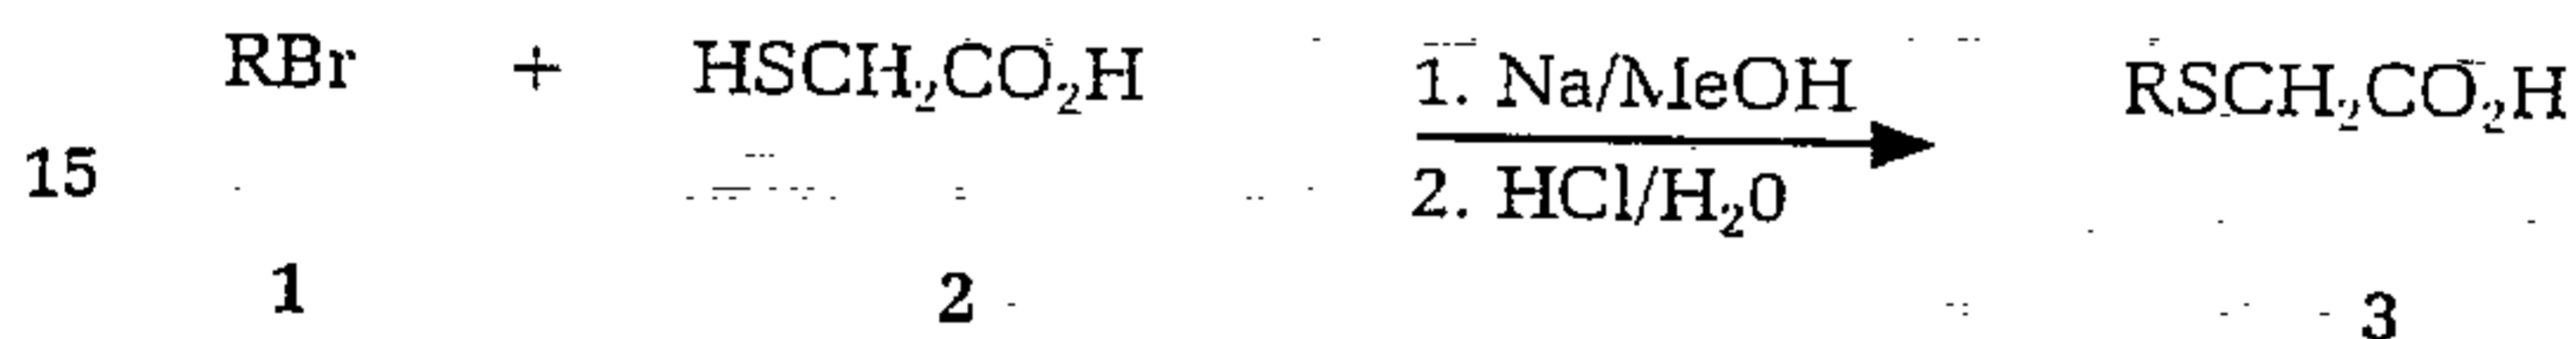 RBr + HSCH₂CO₂H 1. Na/MeOH RSCH₂CO₂H
15 2. HCl/H₂0
1 2 3